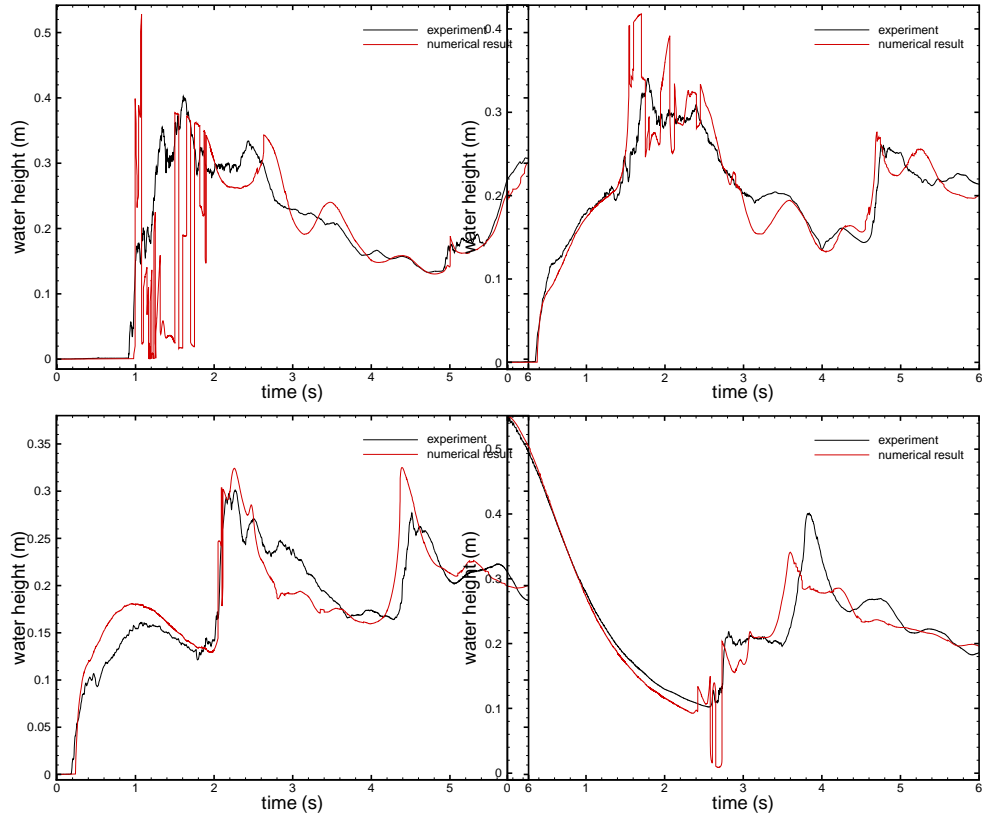 0.5
0.4
0.3
0.2
0.1
0
water height (m)
experiment
numerical result
0 1 2 3 4 5 6
time (s)
0.4
0.3
0.2
0.1
0
water height (m)
experiment
numerical result
0 1 2 3 4 5 6
time (s)
0.35
0.3
0.25
0.2
0.15
0.1
0.05
0
water height (m)
experiment
numerical result
0 1 2 3 4 5 6
time (s)
0.5
0.4
0.3
0.2
0.1
0
water height (m)
experiment
numerical result
0 1 2 3 4 5 6
time (s)